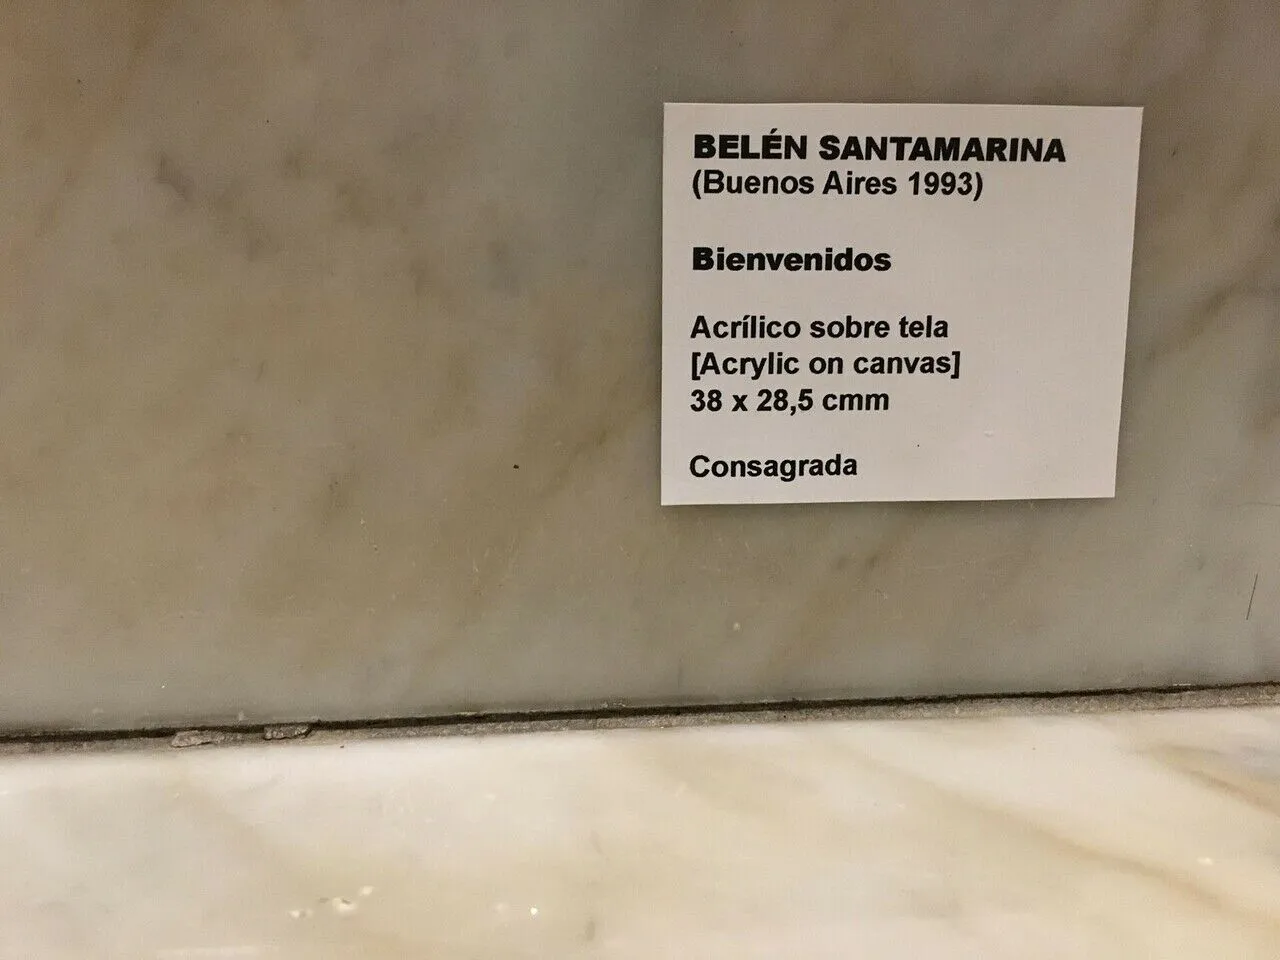 BELÉN SANTAMARINA
(Buenos Aires 1993)
Bienvenidos
Acrílico sobre tela
[Acrylic on canvas]
38 x 28,5 cmm
Consagrada